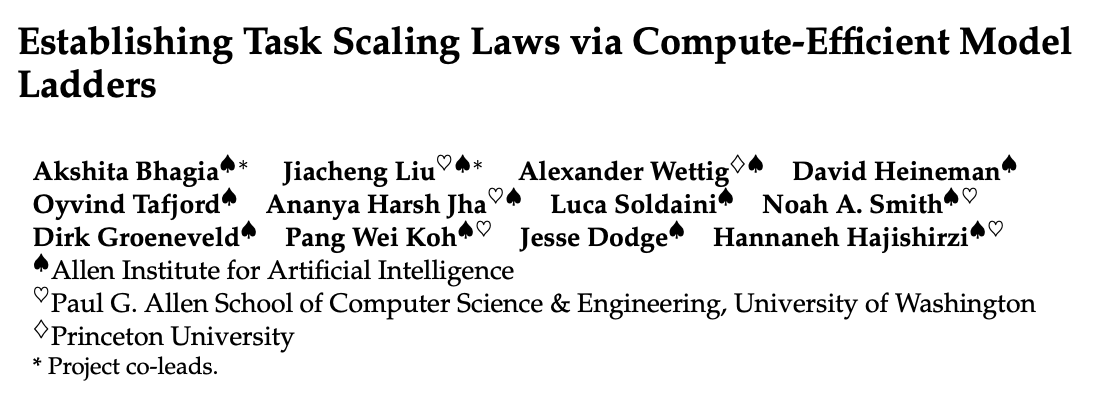 Establishing Task Scaling Laws via Compute-Efficient Model
Ladders
Akshita Bhagia♠* Jiacheng Liu♡♠* Alexander Wettig♢♠ David Heineman♠
Oyvind Tafjord♠ Ananya Harsh Jha♡♠ Luca Soldaini♠ Noah A. Smith♠♡
Dirk Groeneveld♠ Pang Wei Koh♠♡ Jesse Dodge♠ Hannaneh Hajishirzi♠♡
♠Allen Institute for Artificial Intelligence
♡Paul G. Allen School of Computer Science & Engineering, University of Washington
♢Princeton University
* Project co-leads.